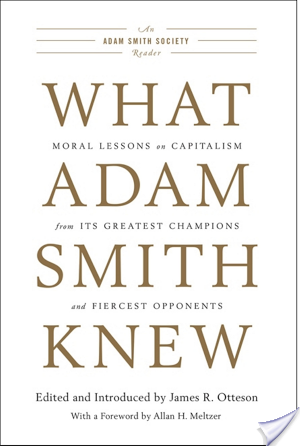 An
ADAM SMITH SOCIETY
Reader
WHAT
MORAL LESSONS on CAPITALISM
ADAM
from ITS GREATEST CHAMPIONS
SMITH
and FIERCEST OPPONENTS
KNEW
Edited and Introduced by James R. Otteson
With a Foreword by Allan H. Meltzer